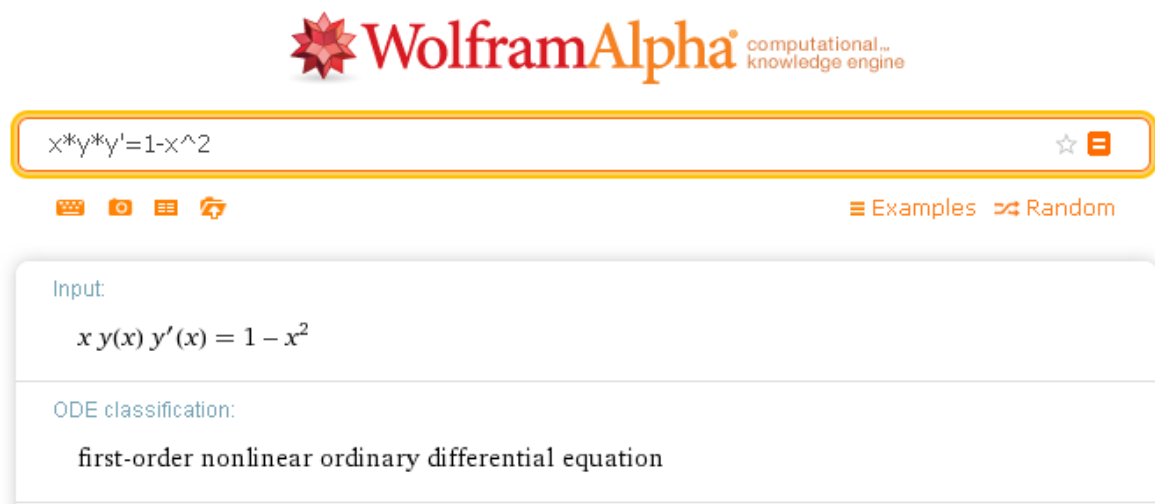 WolframAlpha computational... knowledge engine
x*y*y'=1-x^2
Examples Random
Input:
x y(x) y′(x) = 1 – x²
ODE classification:
first-order nonlinear ordinary differential equation